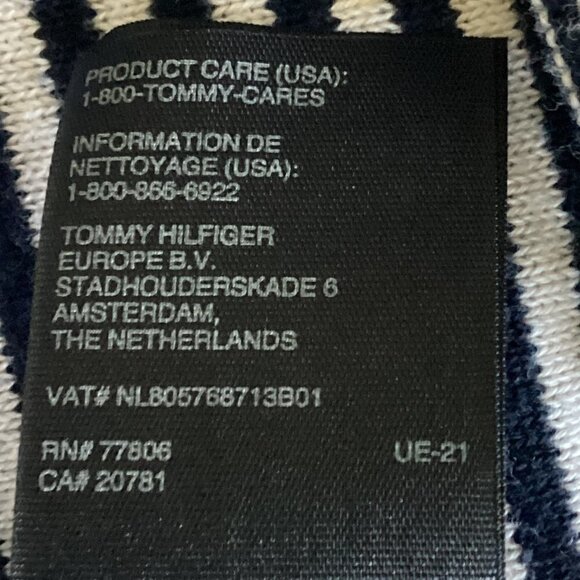 PRODUCT CARE (USA):
1-800-TOMMY-CARES
INFORMATION DE
NETTOYAGE (USA):
1-800-866-6922
TOMMY HILFIGER
EUROPE B.V.
STADHOUDERSKADE 6
AMSTERDAM,
THE NETHERLANDS
VAT# NL805768713B01
RN# 77806 UE-21
CA# 20781